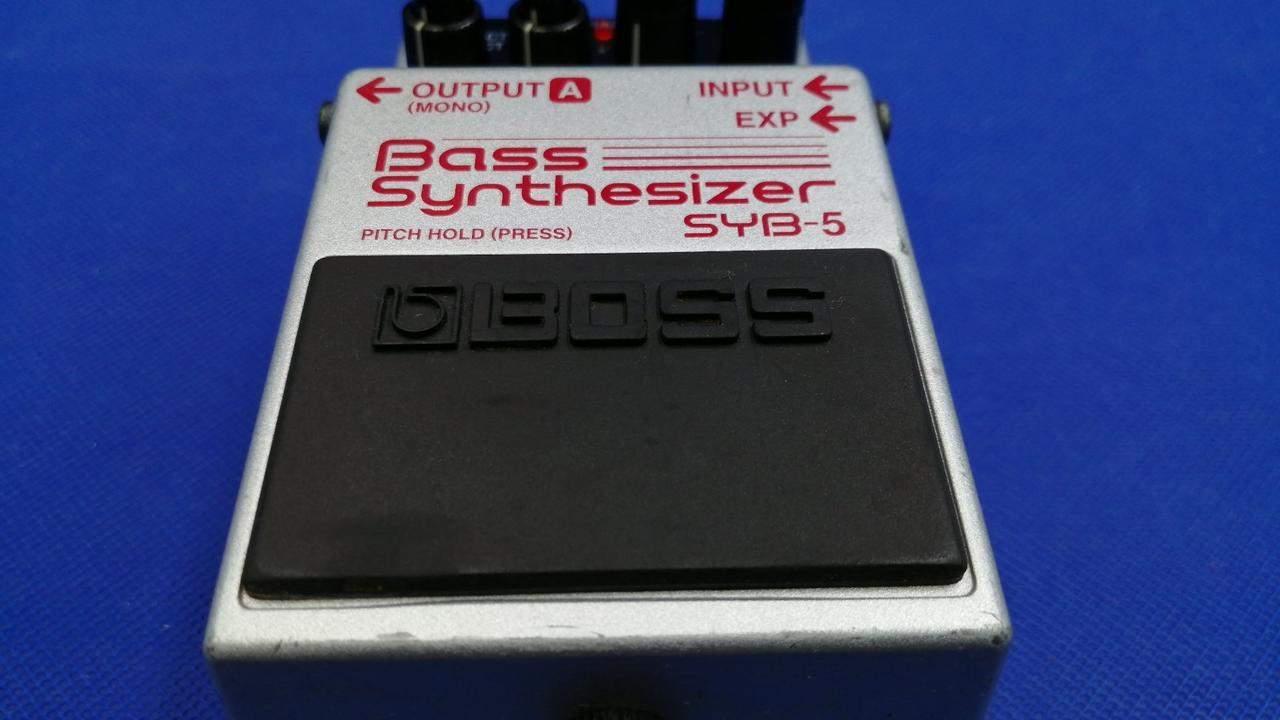 ← OUTPUT A
(MONO)
INPUT ←
EXP ←
Bass
Synthesizer
SYB-5
PITCH HOLD (PRESS)
BOSS